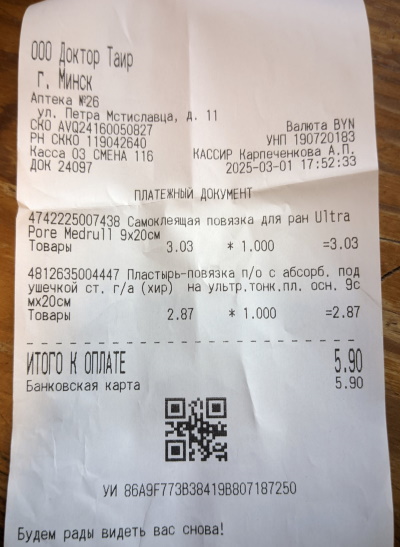 ООО Доктор Таир
г. Минск
Аптека №26
ул. Петра Мстиславца, д. 11
СКО AVQ24160050827 Валюта BYN
РН СККО 119042640 УНП 190720183
Касса 03 СМЕНА 116 КАССИР Карпеченкова А.П.
ДОК 24097 2025-03-01 17:52:33
ПЛАТЕЖНЫЙ ДОКУМЕНТ
4742225007438 Самоклеящая повязка для ран Ultra
Pore Medrull 9х20см
Товары 3.03 * 1.000 =3.03
4812635004447 Пластырь-повязка п/о с абсорб. под
ушечкой ст. г/а (хир) на ультр.тонк.пл. осн. 9с
мх20см
Товары 2.87 * 1.000 =2.87
ИТОГО К ОПЛАТЕ 5.90
Банковская карта 5.90
УИ 86A9F773B38419B807187250
Будем рады видеть вас снова!